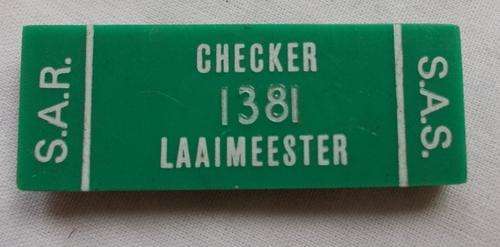 S.A.R.
CHECKER
1381
LAAIMEESTER
S.A.S.